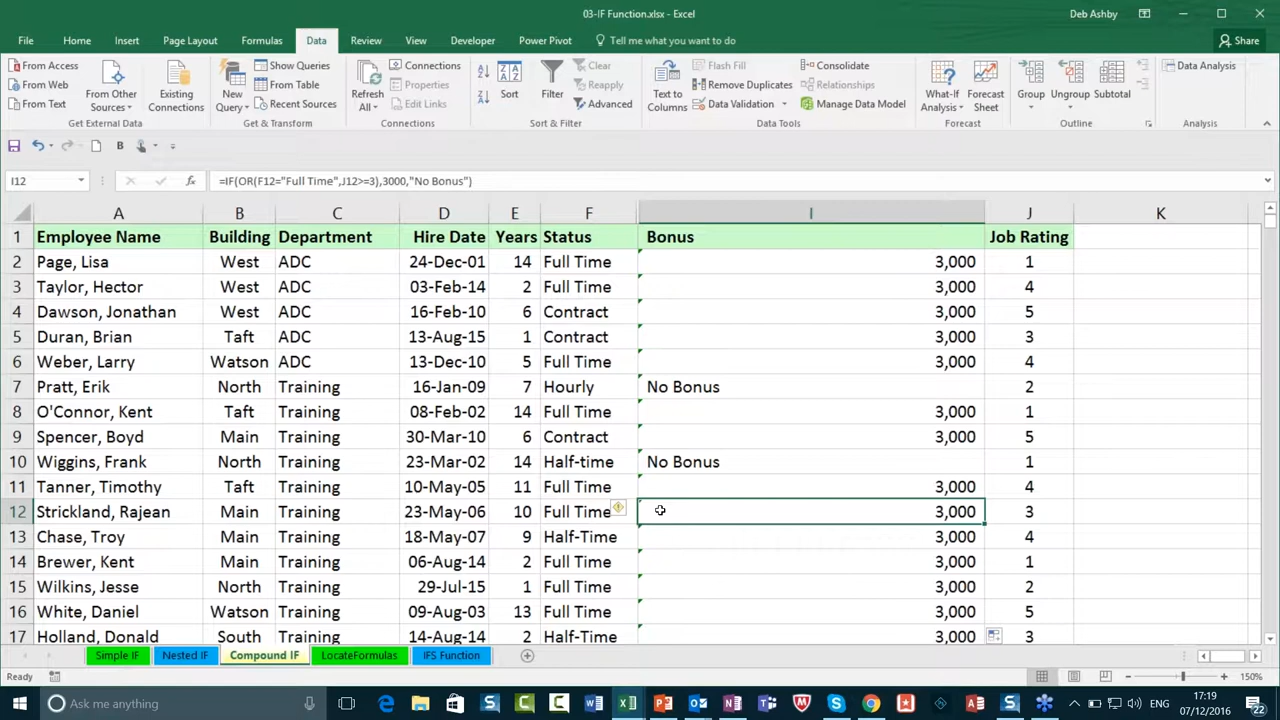 03-IF Function.xlsx - Excel
Deb Ashby
File Home Insert Page Layout Formulas Data Review View Developer Power Pivot Tell me what you want to do Share
From Access
From Web
From Text
From Other Sources
Existing Connections
Get External Data
New Query
Show Queries
From Table
Recent Sources
Get & Transform
Refresh All
Connections
Properties
Edit Links
Connections
Sort
Filter
Clear
Reapply
Advanced
Sort & Filter
Text to Columns
Flash Fill
Remove Duplicates
Data Validation
Consolidate
Relationships
Manage Data Model
Data Tools
What-If Analysis
Forecast Sheet
Forecast
Group
Ungroup
Subtotal
Outline
Data Analysis
Analysis
B
I12 fx =IF(OR(F12="Full Time",J12>=3),3000,"No Bonus")
A B C D E F I J K
1 Employee Name Building Department Hire Date Years Status Bonus Job Rating
2 Page, Lisa West ADC 24-Dec-01 14 Full Time 3,000 1
3 Taylor, Hector West ADC 03-Feb-14 2 Full Time 3,000 4
4 Dawson, Jonathan West ADC 16-Feb-10 6 Contract 3,000 5
5 Duran, Brian Taft ADC 13-Aug-15 1 Contract 3,000 3
6 Weber, Larry Watson ADC 13-Dec-10 5 Full Time 3,000 4
7 Pratt, Erik North Training 16-Jan-09 7 Hourly No Bonus 2
8 O'Connor, Kent Taft Training 08-Feb-02 14 Full Time 3,000 1
9 Spencer, Boyd Main Training 30-Mar-10 6 Contract 3,000 5
10 Wiggins, Frank North Training 23-Mar-02 14 Half-time No Bonus 1
11 Tanner, Timothy Taft Training 10-May-05 11 Full Time 3,000 4
12 Strickland, Rajean Main Training 23-May-06 10 Full Time 3,000 3
13 Chase, Troy Main Training 18-May-07 9 Half-Time 3,000 4
14 Brewer, Kent Main Training 06-Aug-14 2 Full Time 3,000 1
15 Wilkins, Jesse North Training 29-Jul-15 1 Full Time 3,000 2
16 White, Daniel Watson Training 09-Aug-03 13 Full Time 3,000 5
17 Holland, Donald South Training 14-Aug-14 2 Half-Time 3,000 3
Simple IF Nested IF Compound IF LocateFormulas IFS Function
Ready 150%
Ask me anything ENG 17:19
07/12/2016 22